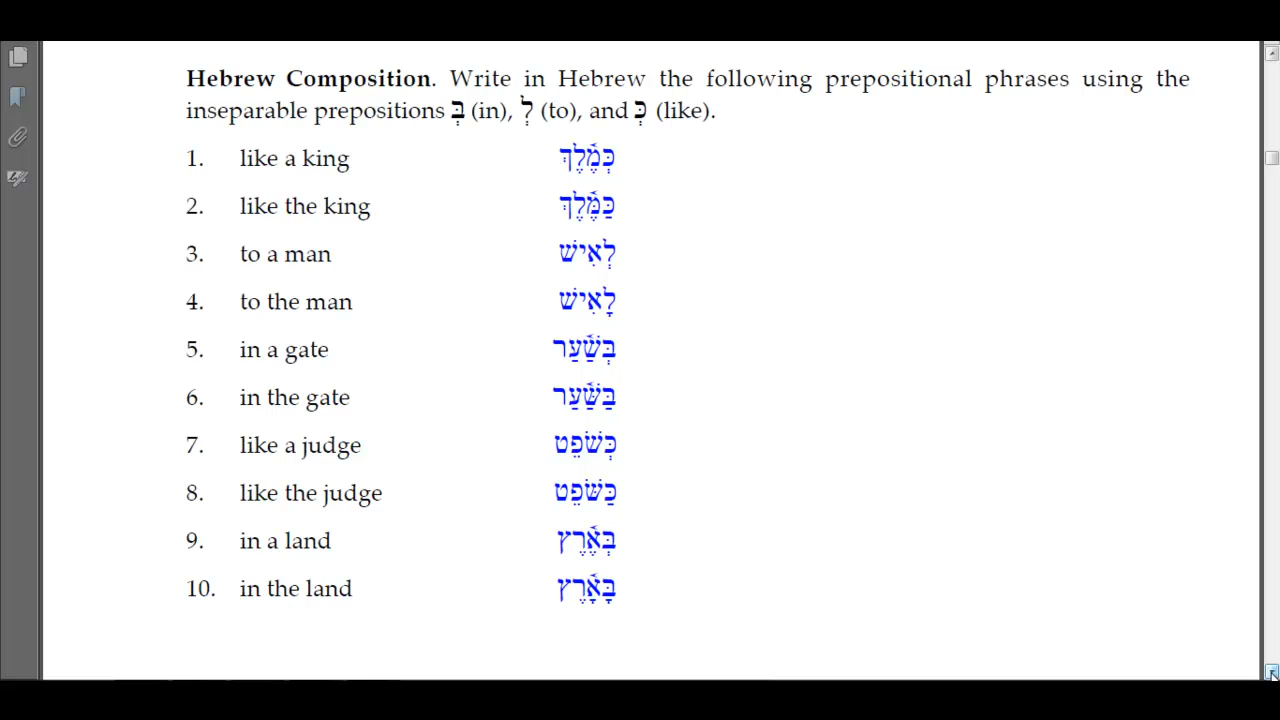 Hebrew Composition. Write in Hebrew the following prepositional phrases using the
inseparable prepositions בְּ (in), לְ (to), and כְּ (like).
1. like a king כְּמֶ֫לֶךְ
2. like the king כַּמֶּ֫לֶךְ
3. to a man לְאִישׁ
4. to the man לָאִישׁ
5. in a gate בְּשַׁ֫עַר
6. in the gate בַּשַּׁ֫עַר
7. like a judge כְּשֹׁפֵט
8. like the judge כַּשֹּׁפֵט
9. in a land בְּאֶ֫רֶץ
10. in the land בָּאָ֫רֶץ